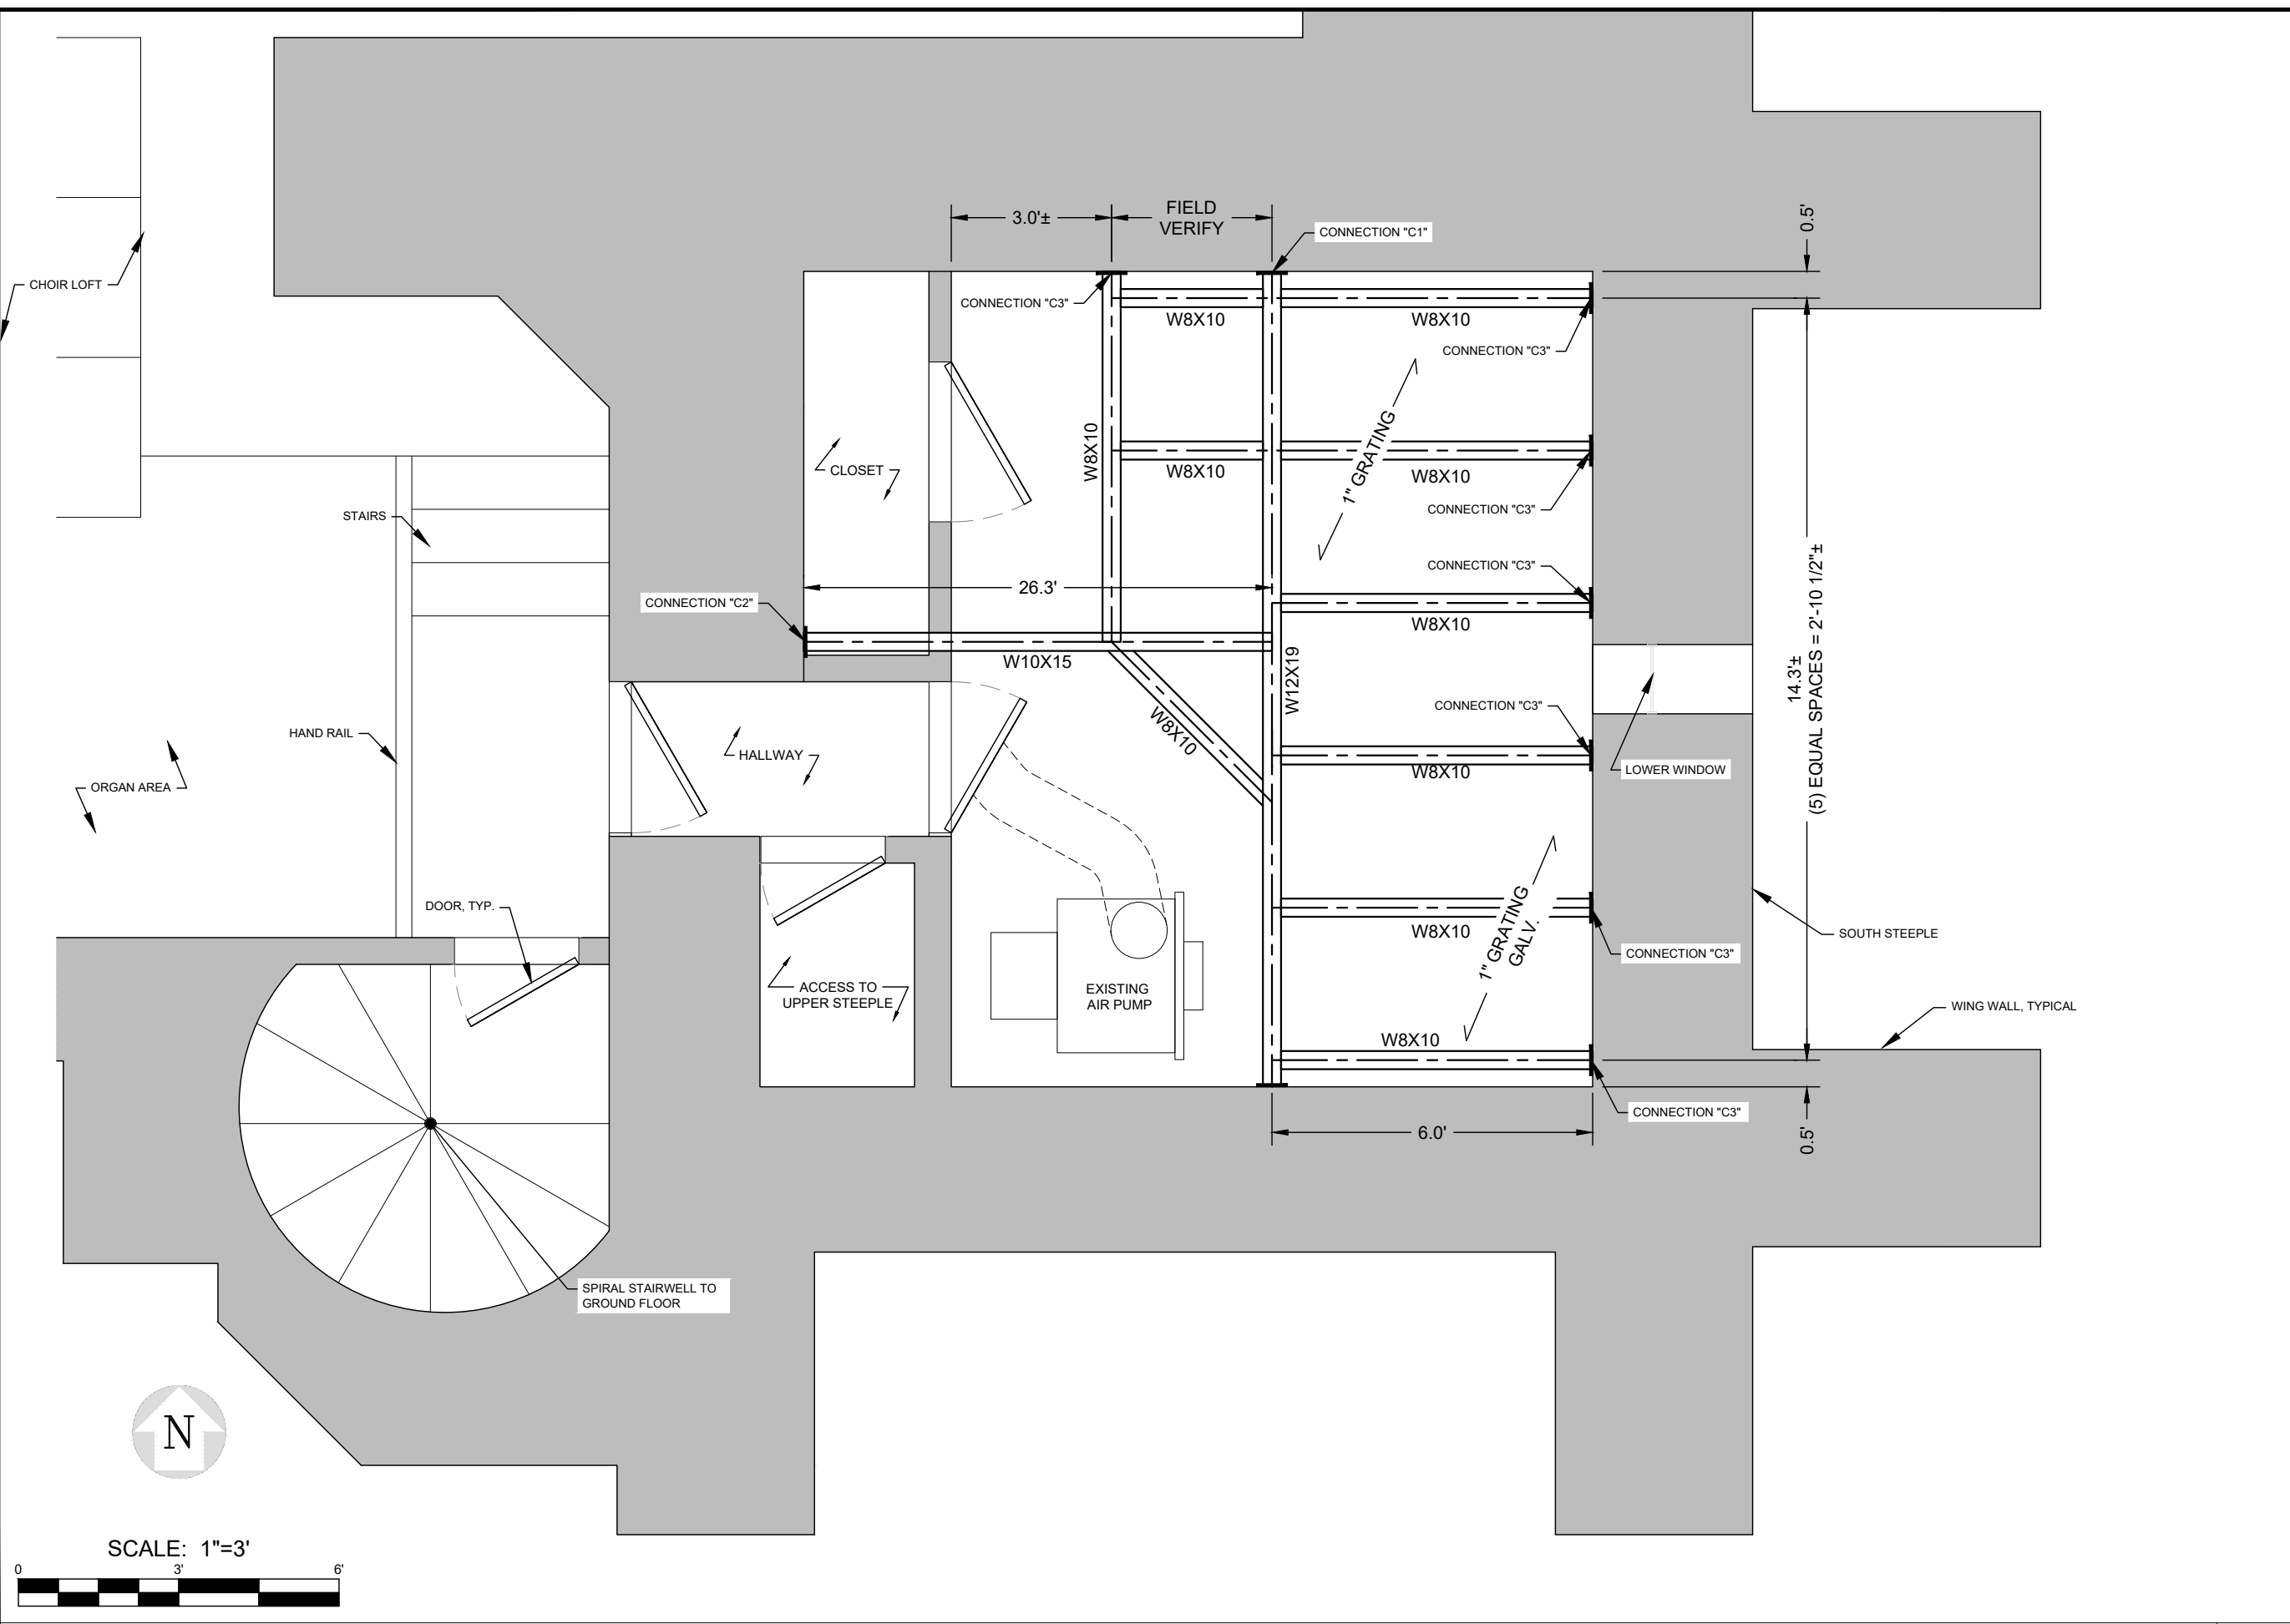 0.5'
FIELD
VERIFY
3.0'±
CONNECTION "C1"
CHOIR LOFT
CONNECTION "C3"
W8X10
W8X10
CONNECTION "C3"
W8X10
1" GRATING
CLOSET
W8X10
W8X10
CONNECTION "C3"
STAIRS
CONNECTION "C3"
26.3'
CONNECTION "C2"
W8X10
W10X15
W12X19
14.3'±
(5) EQUAL SPACES = 2'-10 1/2"±
CONNECTION "C3"
W8X10
HAND RAIL
HALLWAY
W8X10
LOWER WINDOW
ORGAN AREA
DOOR, TYP.
1" GRATING
GALV.
W8X10
SOUTH STEEPLE
CONNECTION "C3"
ACCESS TO
UPPER STEEPLE
EXISTING
AIR PUMP
WING WALL, TYPICAL
W8X10
CONNECTION "C3"
6.0'
0.5'
SPIRAL STAIRWELL TO
GROUND FLOOR
N
SCALE: 1"=3'
0 3' 6'